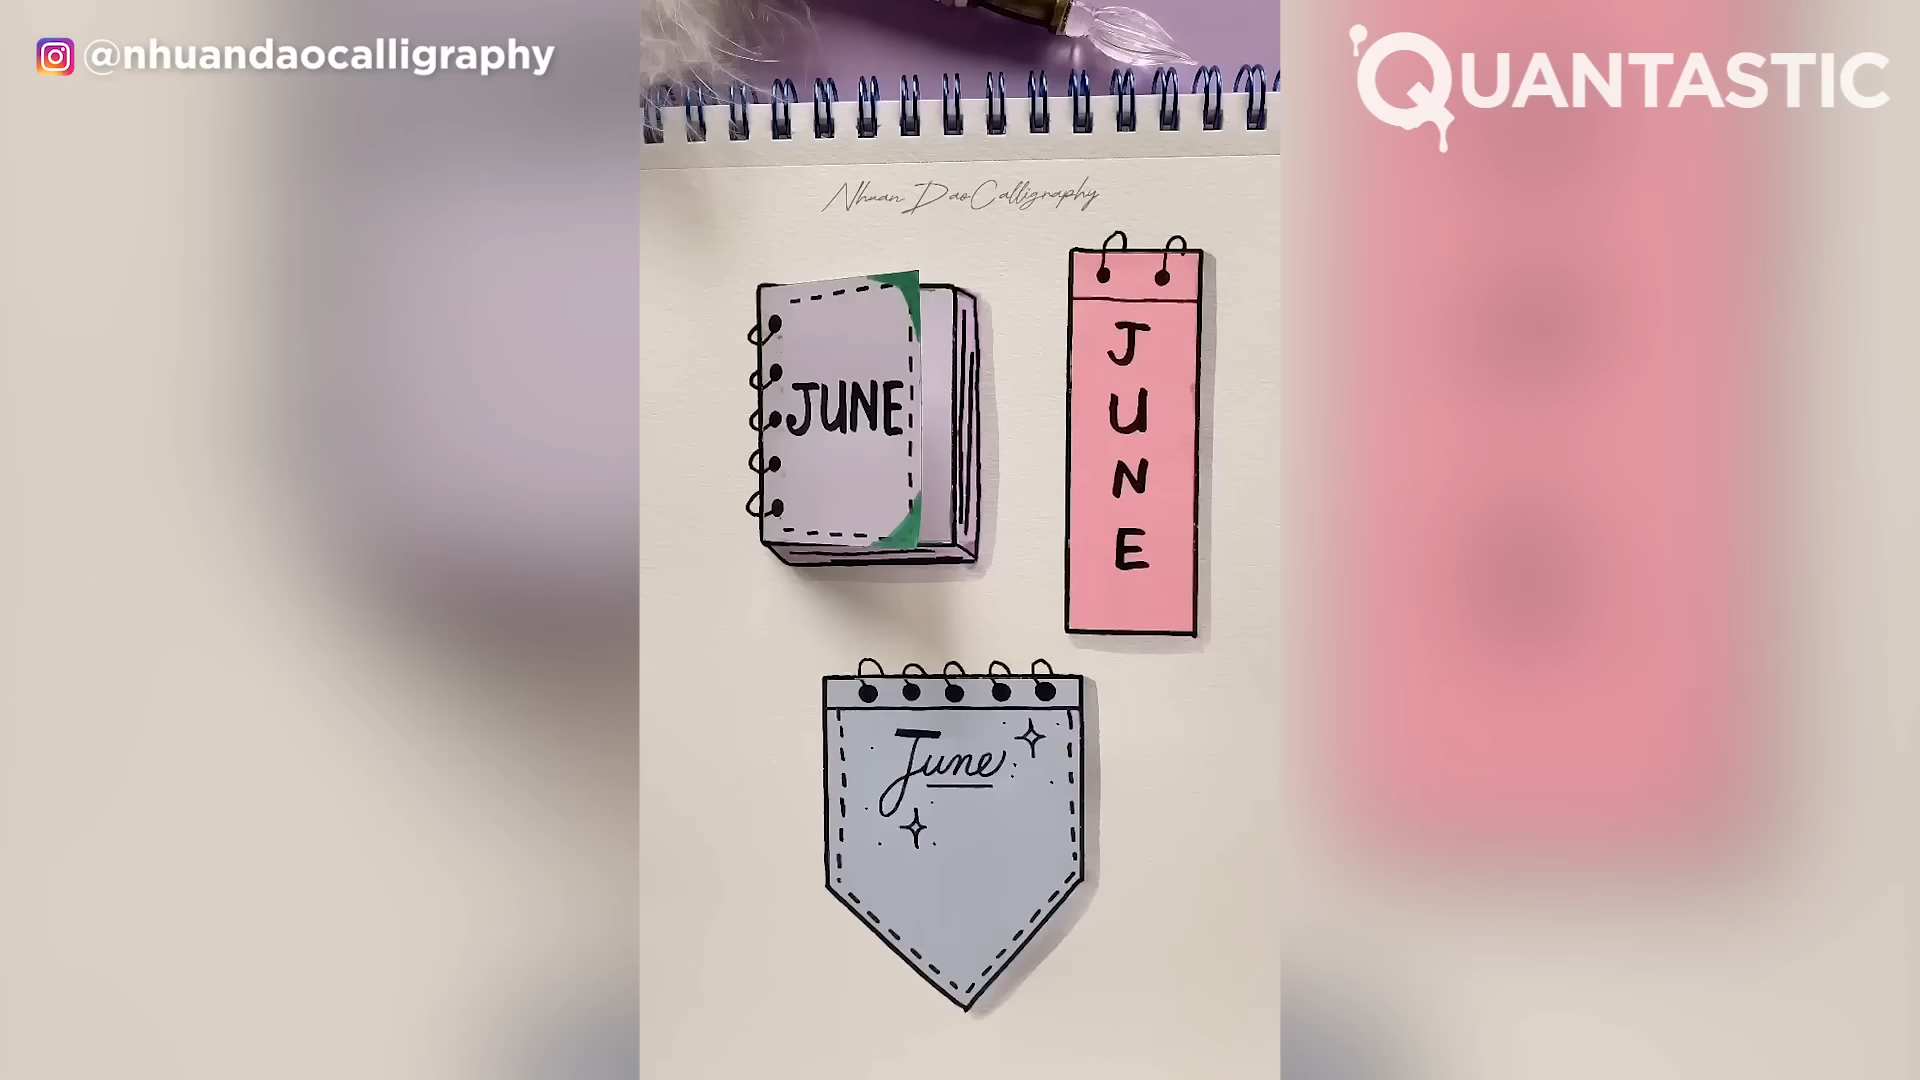 @nhuandaocalligraphy
QUANTASTIC
Nhuan Dao Calligraphy
JUNE
J
U
N
E
June